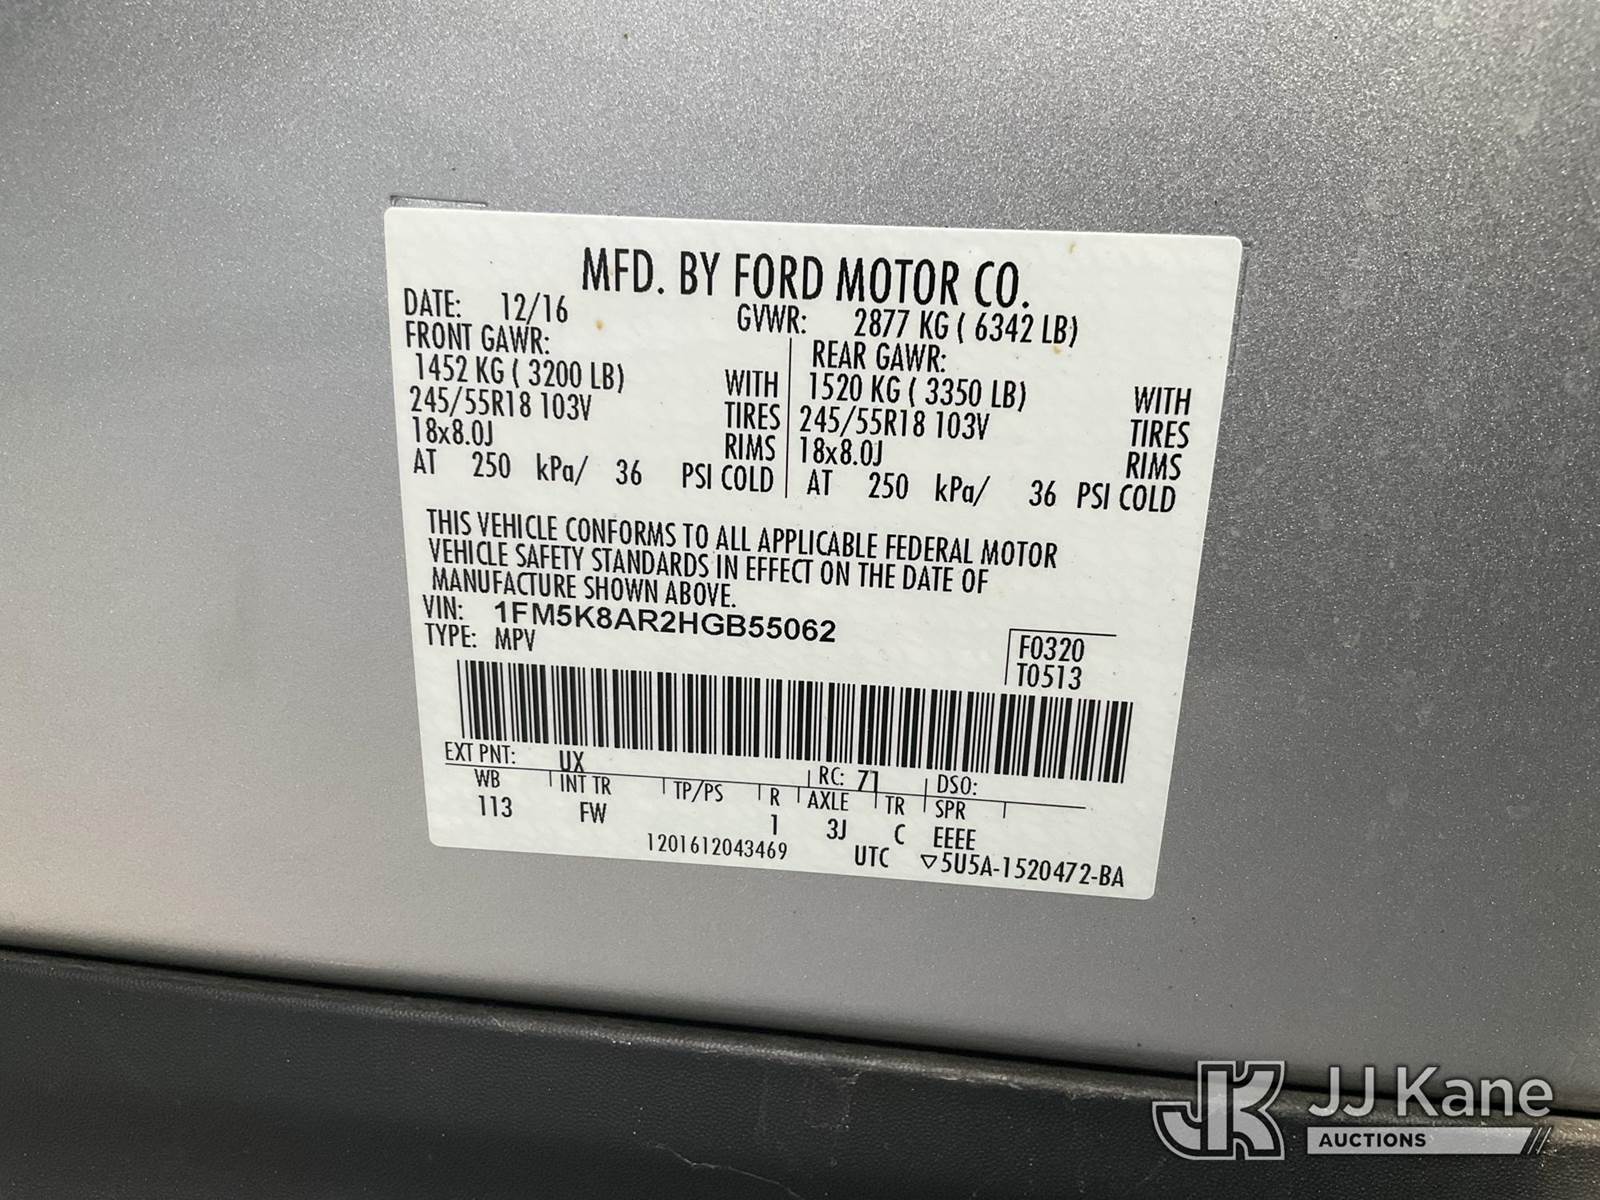 MFD. BY FORD MOTOR CO.
DATE: 12/16 GVWR: 2877 KG ( 6342 LB)
FRONT GAWR: REAR GAWR:
1452 KG ( 3200 LB) WITH 1520 KG ( 3350 LB) WITH
245/55R18 103V TIRES 245/55R18 103V TIRES
18x8.0J RIMS 18x8.0J RIMS
AT 250 kPa/ 36 PSI COLD AT 250 kPa/ 36 PSI COLD
THIS VEHICLE CONFORMS TO ALL APPLICABLE FEDERAL MOTOR
VEHICLE SAFETY STANDARDS IN EFFECT ON THE DATE OF
MANUFACTURE SHOWN ABOVE.
VIN: 1FM5K8AR2HGB55062
TYPE: MPV
F0320
T0513
EXT PNT: UX RC: 71 DSO:
WB INT TR TP/PS R AXLE TR SPR
113 FW 1 3J C EEEE
1201612043469 UTC ▽5U5A-1520472-BA
JK JJ Kane
AUCTIONS